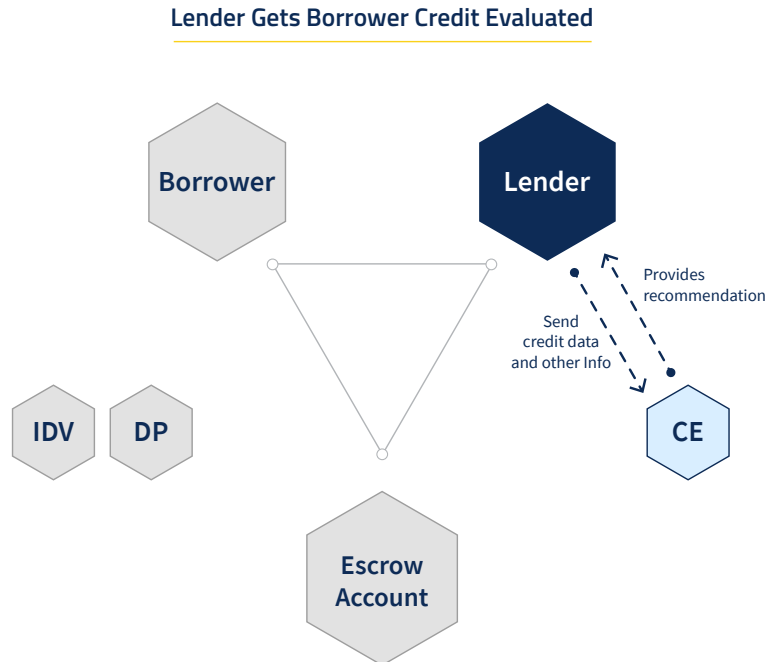 Lender Gets Borrower Credit Evaluated
Borrower
Lender
Provides
recommendation
Send
credit data
and other Info
IDV
DP
CE
Escrow
Account